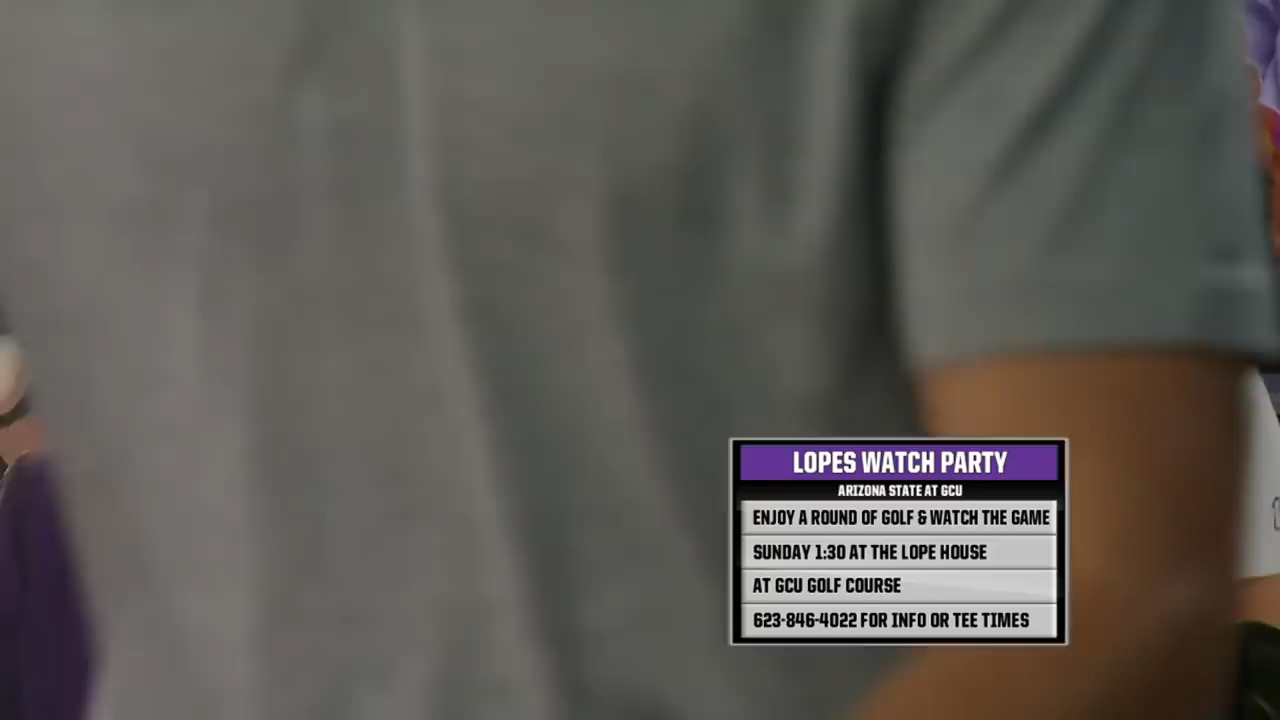 LOPES WATCH PARTY
ARIZONA STATE AT GCU
ENJOY A ROUND OF GOLF & WATCH THE GAME
SUNDAY 1:30 AT THE LOPE HOUSE
AT GCU GOLF COURSE
623-846-4022 FOR INFO OR TEE TIMES